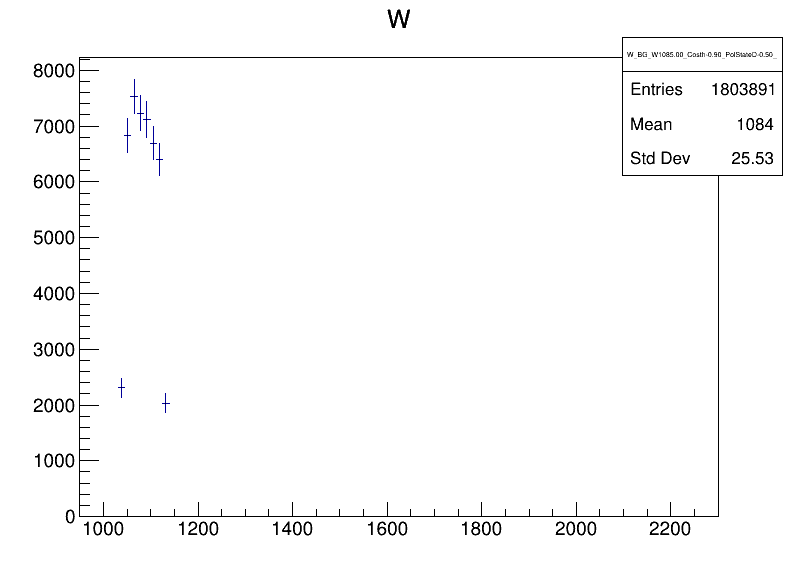 W
W_BG_W1085.00_Costh-0.90_PolStateD-0.50_
Entries 1803891
Mean 1084
Std Dev 25.53
8000
7000
6000
5000
4000
3000
2000
1000
0
1000 1200 1400 1600 1800 2000 2200